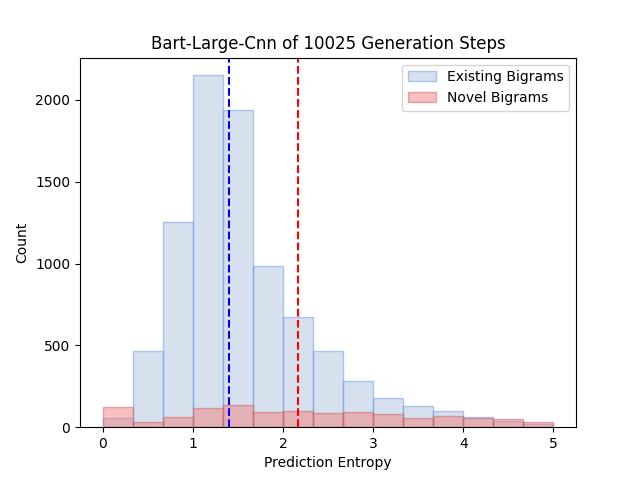 Bart-Large-Cnn of 10025 Generation Steps
Existing Bigrams
Novel Bigrams
2000
1500
1000
500
0
Count
0 1 2 3 4 5
Prediction Entropy